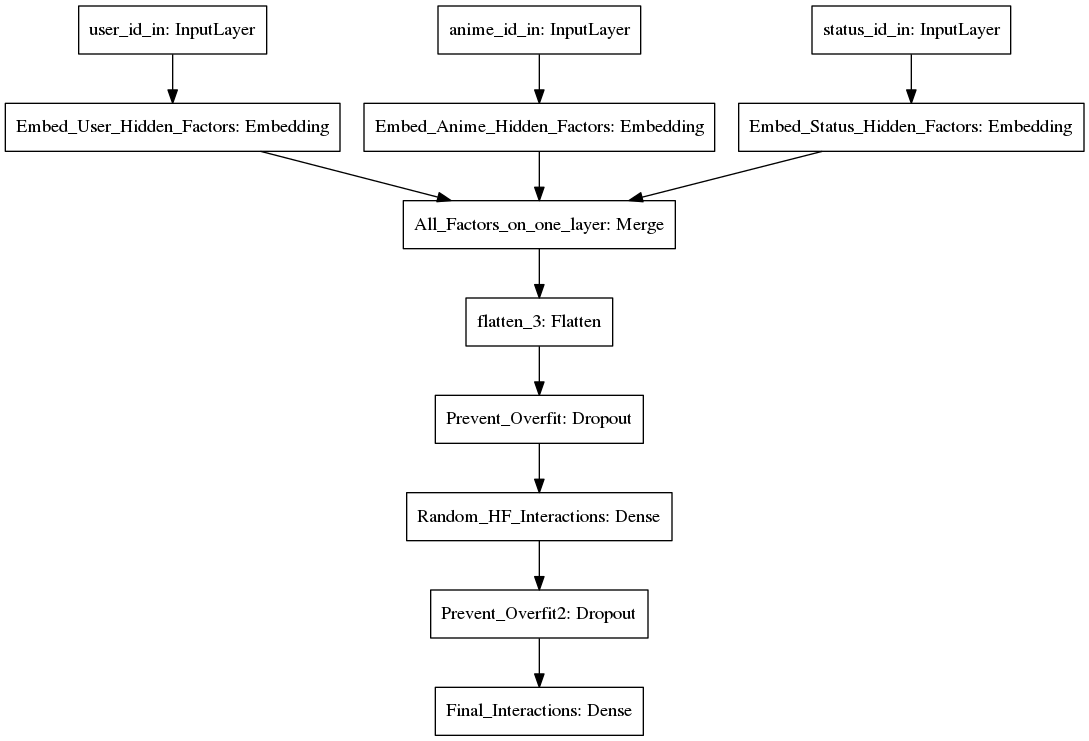 user_id_in: InputLayer
anime_id_in: InputLayer
status_id_in: InputLayer
Embed_User_Hidden_Factors: Embedding
Embed_Anime_Hidden_Factors: Embedding
Embed_Status_Hidden_Factors: Embedding
All_Factors_on_one_layer: Merge
flatten_3: Flatten
Prevent_Overfit: Dropout
Random_HF_Interactions: Dense
Prevent_Overfit2: Dropout
Final_Interactions: Dense